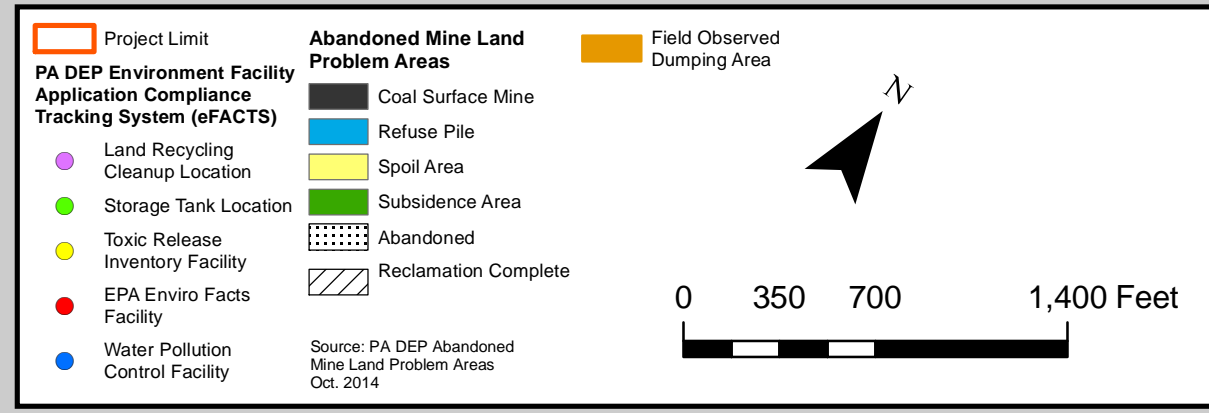 Project Limit
PA DEP Environment Facility
Application Compliance
Tracking System (eFACTS)
Land Recycling
Cleanup Location
Storage Tank Location
Toxic Release
Inventory Facility
EPA Enviro Facts
Facility
Water Pollution
Control Facility
Abandoned Mine Land
Problem Areas
Coal Surface Mine
Refuse Pile
Spoil Area
Subsidence Area
Abandoned
Reclamation Complete
Source: PA DEP Abandoned
Mine Land Problem Areas
Oct. 2014
Field Observed
Dumping Area
N
0 350 700 1,400 Feet